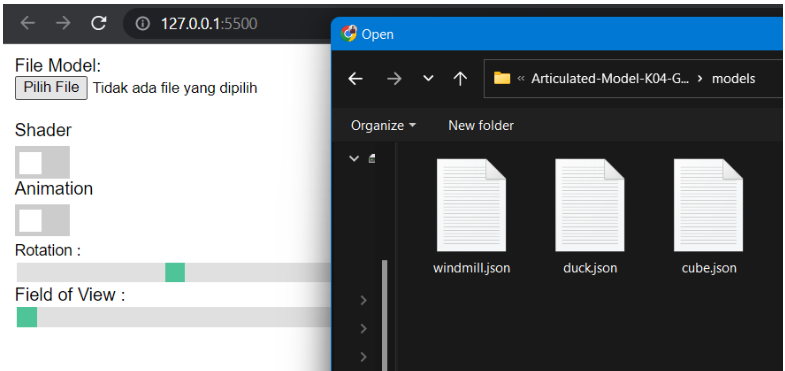 127.0.0.1:5500
File Model:
Pilih File Tidak ada file yang dipilih
Shader
Animation
Rotation :
Field of View :
Open
« Articulated-Model-K04-G... › models
Organize New folder
windmill.json duck.json cube.json